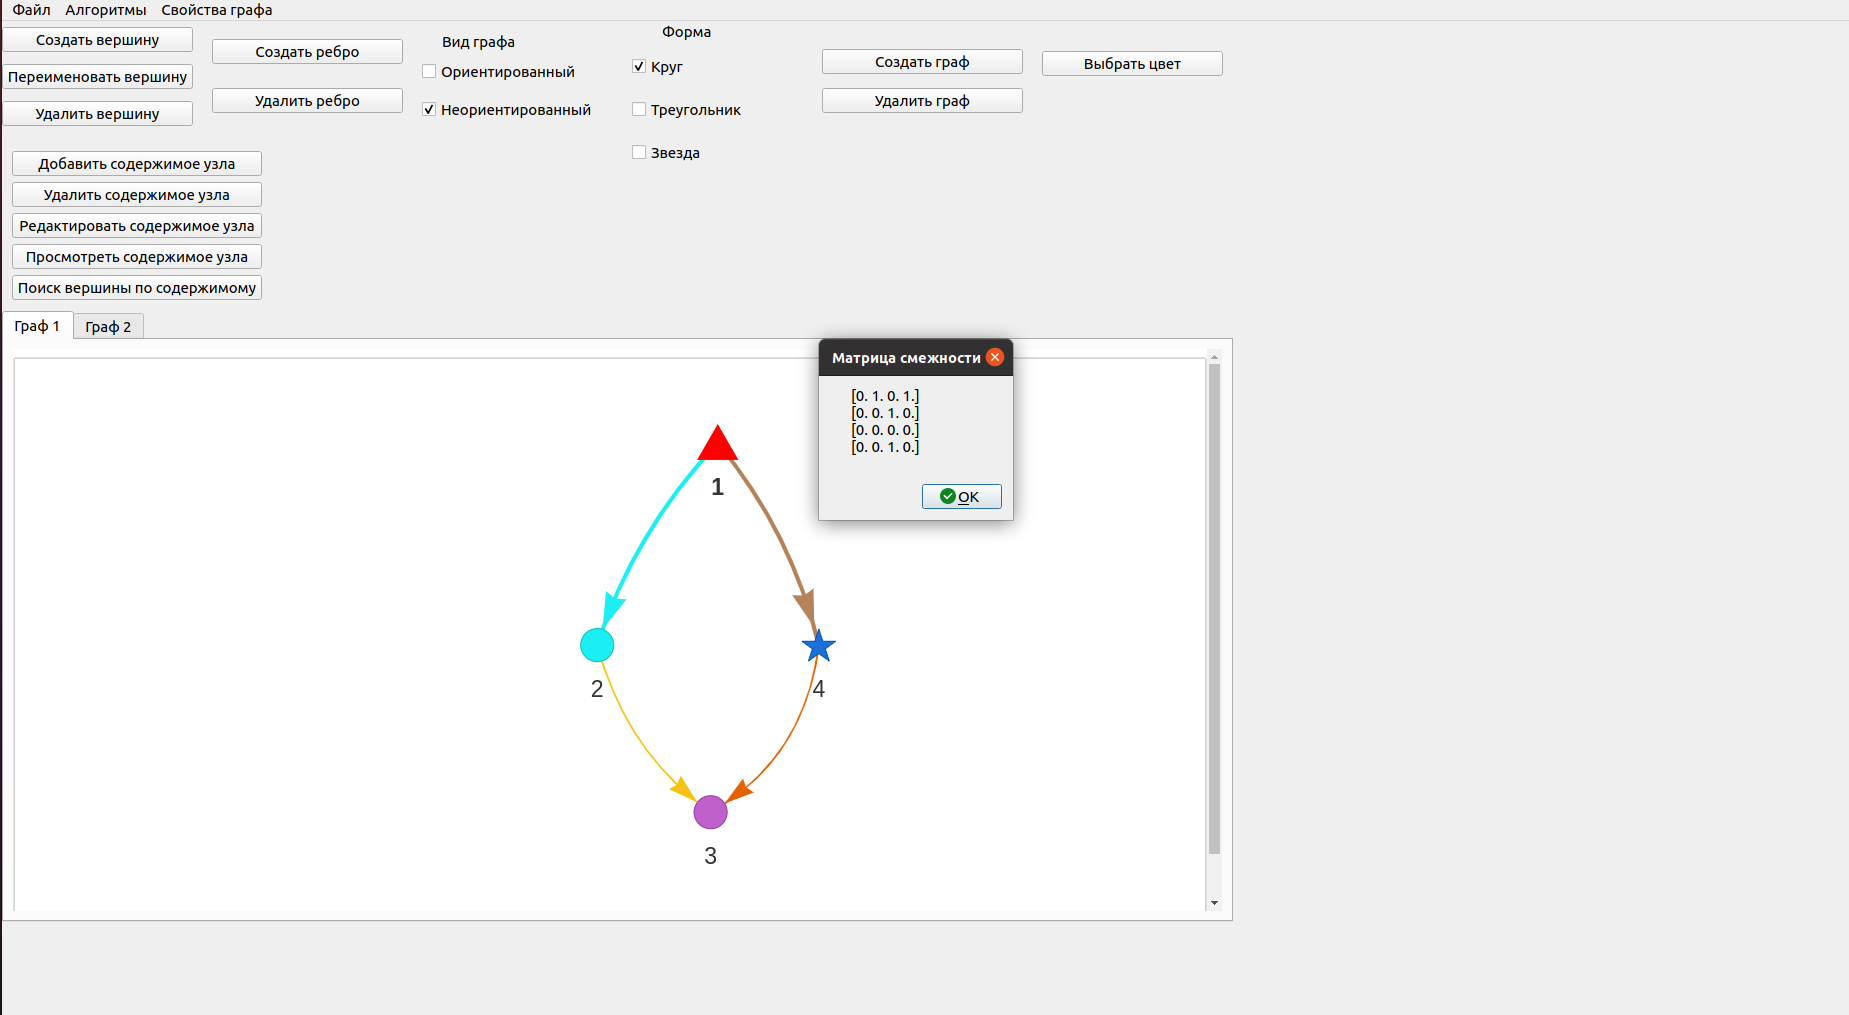 Файл Алгоритмы Свойства графа
Создать вершину
Переименовать вершину
Удалить вершину
Создать ребро
Удалить ребро
Вид графа
Ориентированный
Неориентированный
Форма
Круг
Треугольник
Звезда
Создать граф
Удалить граф
Выбрать цвет
Добавить содержимое узла
Удалить содержимое узла
Редактировать содержимое узла
Просмотреть содержимое узла
Поиск вершины по содержимому
Граф 1 Граф 2
Матрица смежности
[0. 1. 0. 1.]
[0. 0. 1. 0.]
[0. 0. 0. 0.]
[0. 0. 1. 0.]
OK
1
2
4
3